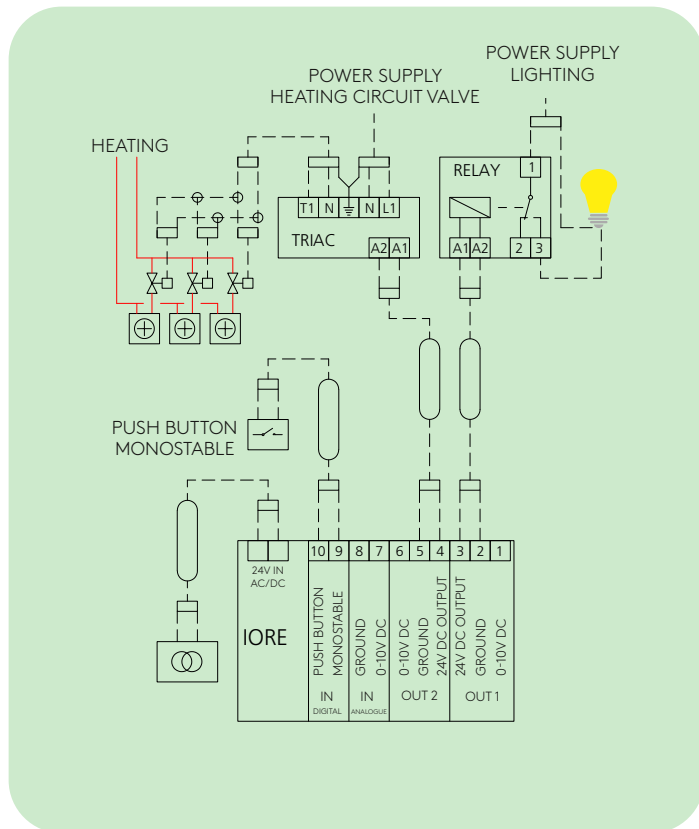 POWER SUPPLY
LIGHTING
POWER SUPPLY
HEATING CIRCUIT VALVE
HEATING
RELAY
1
T1 N N L1
TRIAC
A2 A1
A1 A2
2 3
PUSH BUTTON
MONOSTABLE
10 9 8 7 6 5 4 3 2 1
24V IN
AC/DC
IORE
PUSH BUTTON
MONOSTABLE
GROUND
0-10V DC
0-10V DC
GROUND
24V DC OUTPUT
24V DC OUTPUT
GROUND
0-10V DC
IN
DIGITAL
IN
ANALOGUE
OUT 2
OUT 1